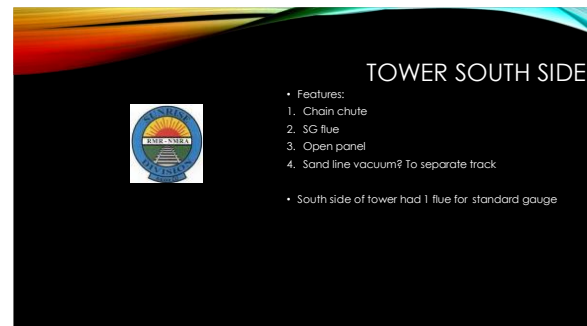 TOWER SOUTH SIDE
• Features:
1. Chain chute
2. SG flue
3. Open panel
4. Sand line vacuum? To separate track
• South side of tower had 1 flue for standard gauge
SUNRISE
RMR - NMRA
DIVISION